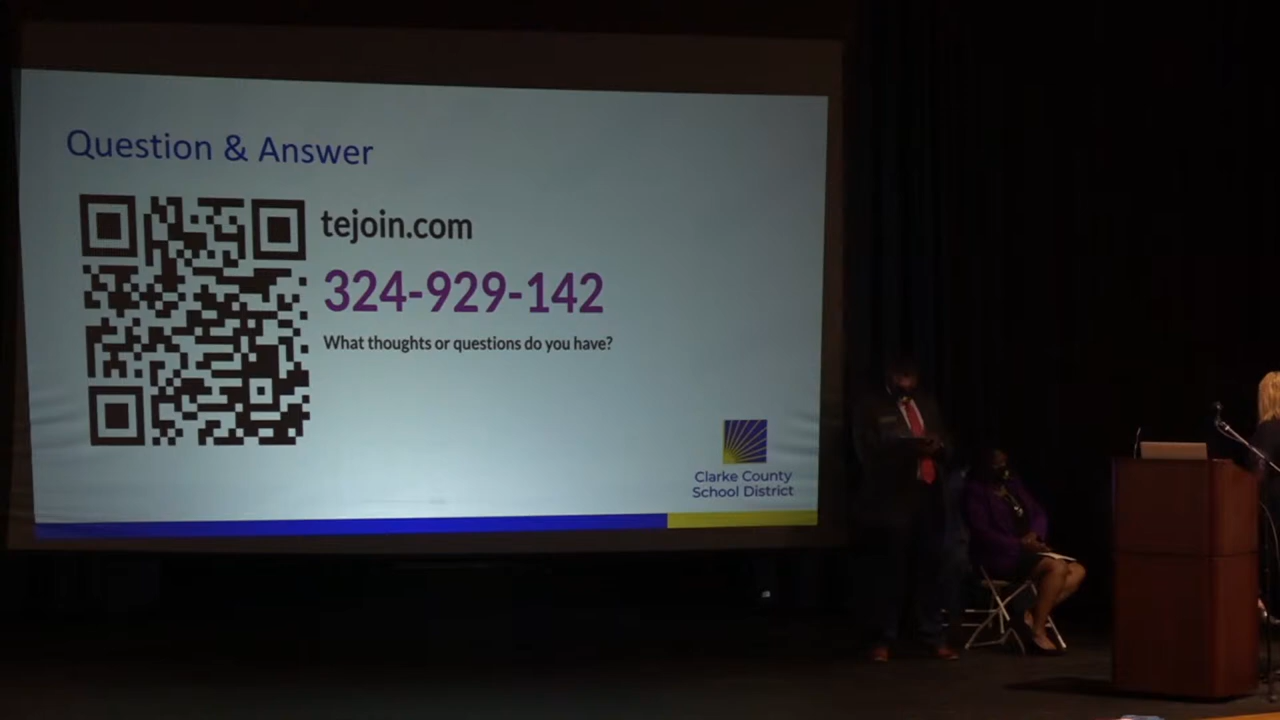 Question & Answer
tejoin.com
324-929-142
What thoughts or questions do you have?
Clarke County
School District